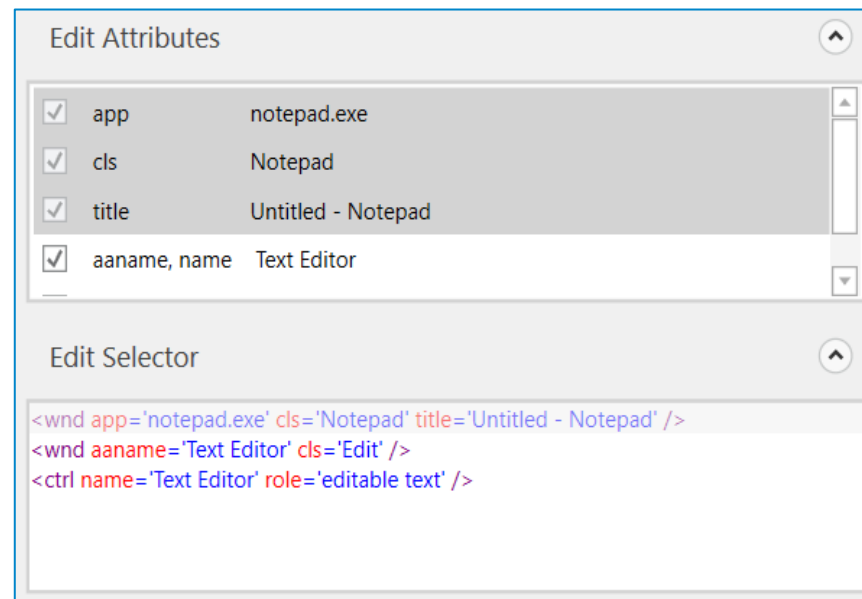 Edit Attributes
app notepad.exe
cls Notepad
title Untitled - Notepad
aaname, name Text Editor
Edit Selector
<wnd app='notepad.exe' cls='Notepad' title='Untitled - Notepad' />
<wnd aaname='Text Editor' cls='Edit' />
<ctrl name='Text Editor' role='editable text' />